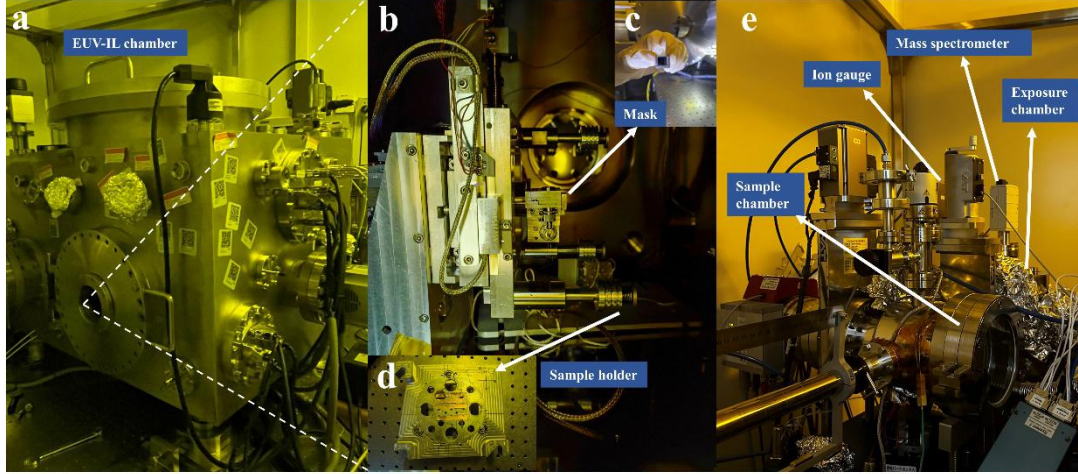 a
EUV-IL chamber
b
c
Mask
d
Sample holder
e
Mass spectrometer
Ion gauge
Exposure
chamber
Sample
chamber